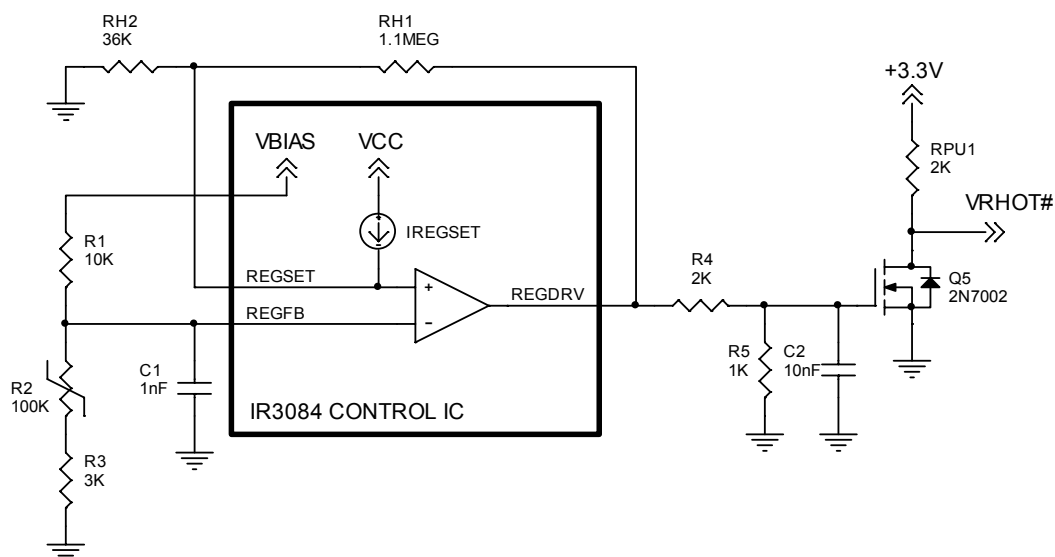 RH2
36K
RH1
1.1MEG
+3.3V
RPU1
2K
VRHOT#
VBIAS
VCC
IREGSET
R1
10K
REGSET
+
REGDRV
R4
2K
Q5
2N7002
REGFB
-
R2
100K
C1
1nF
R5
1K
C2
10nF
IR3084 CONTROL IC
R3
3K